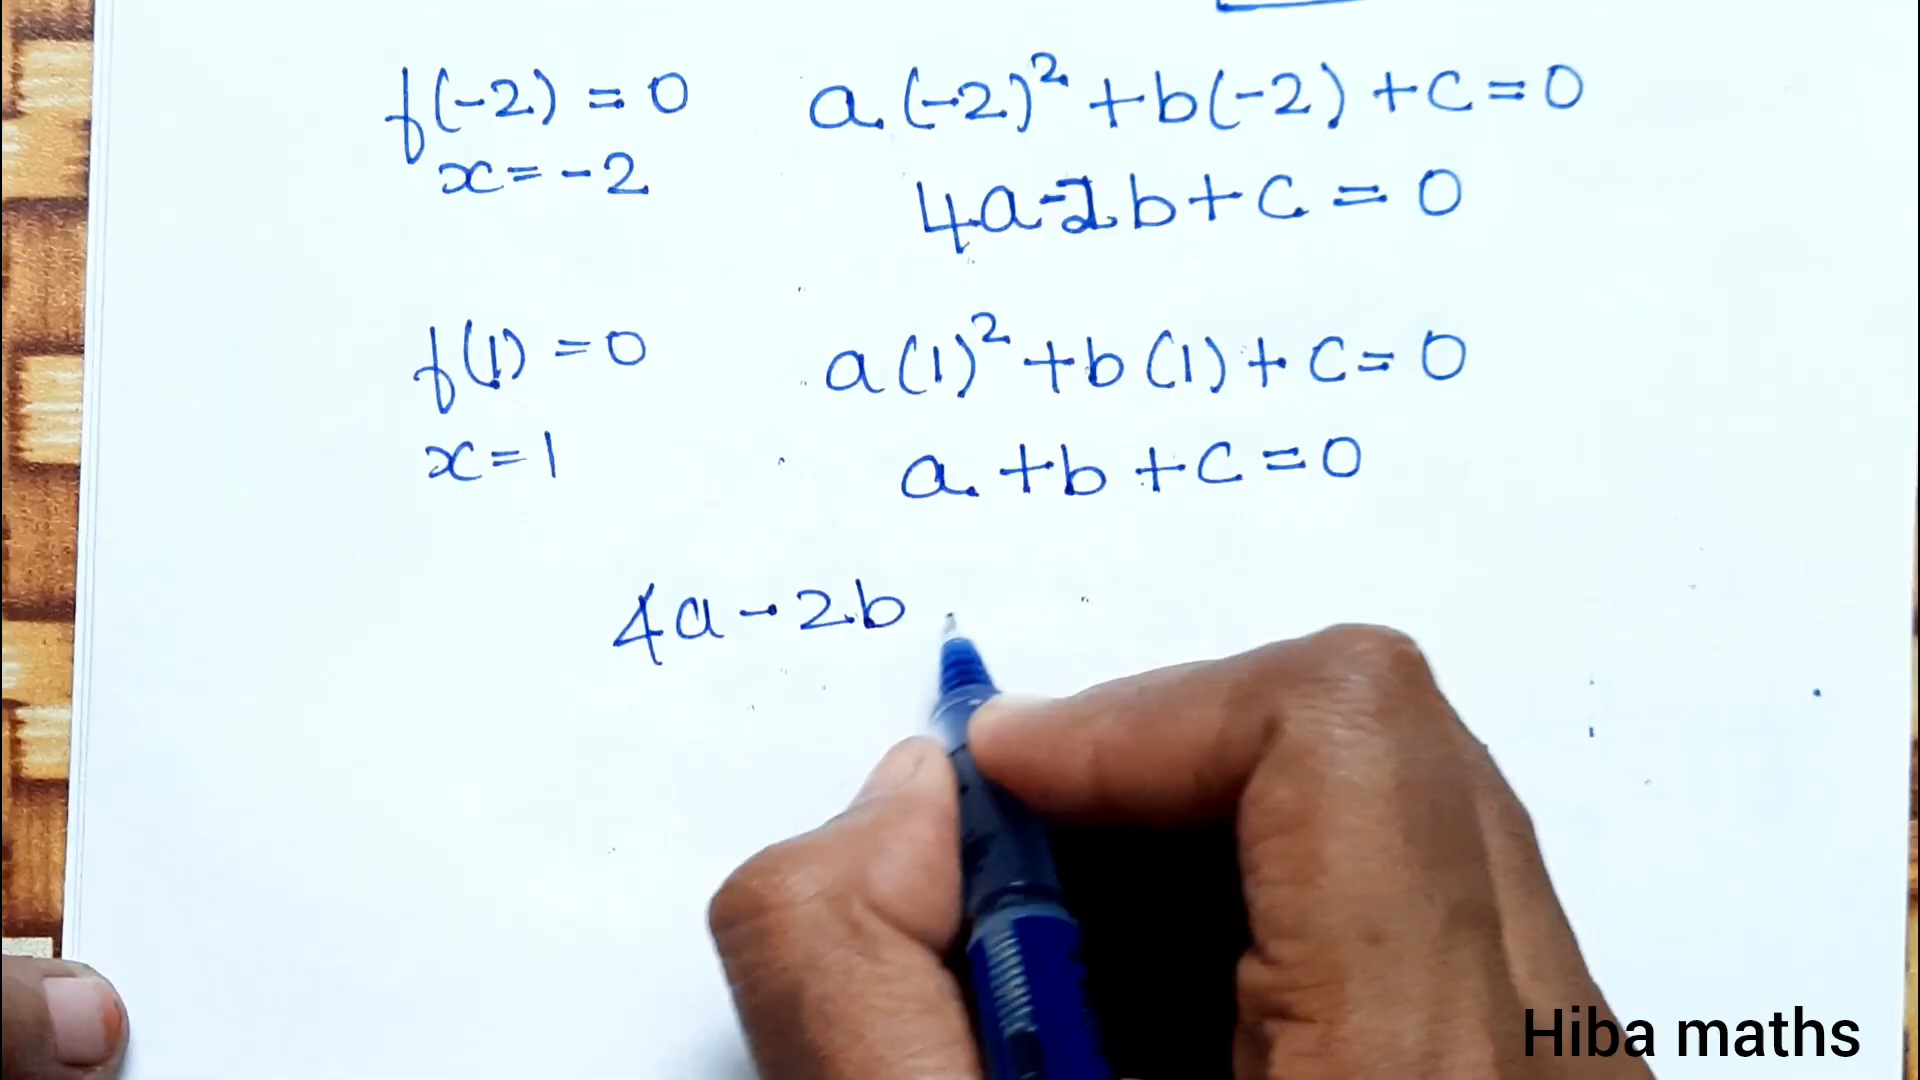 f(-2) = 0 a(-2)² + b(-2) + c = 0
x = -2 4a-2b + c = 0
f(1) = 0 a(1)² + b(1) + c = 0
x = 1 a + b + c = 0
4a - 2b
Hiba maths